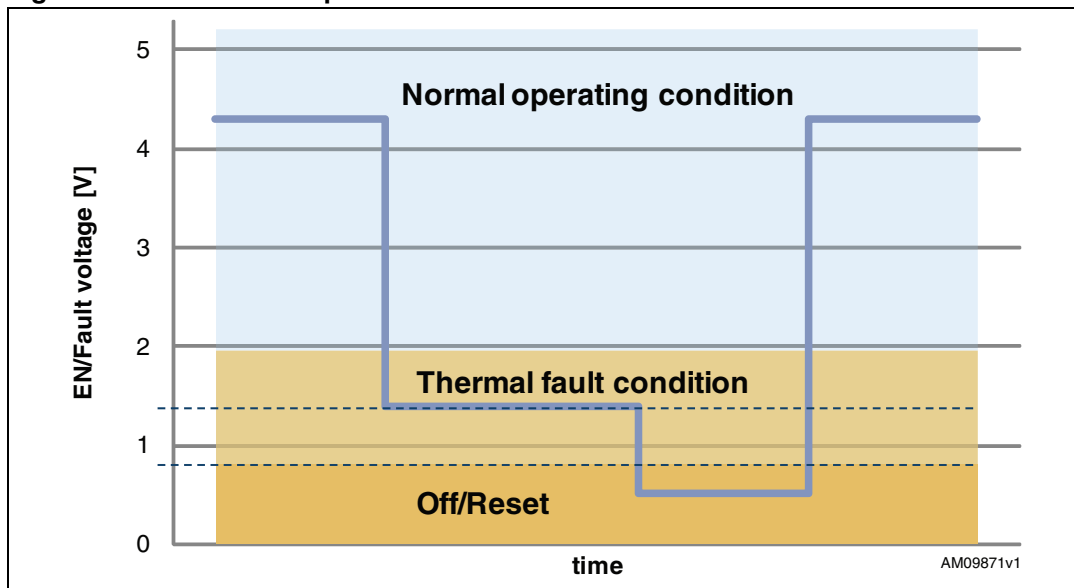 5
Normal operating condition
4
EN/Fault voltage [V]
3
2
Thermal fault condition
1
Off/Reset
0
time
AM09871v1